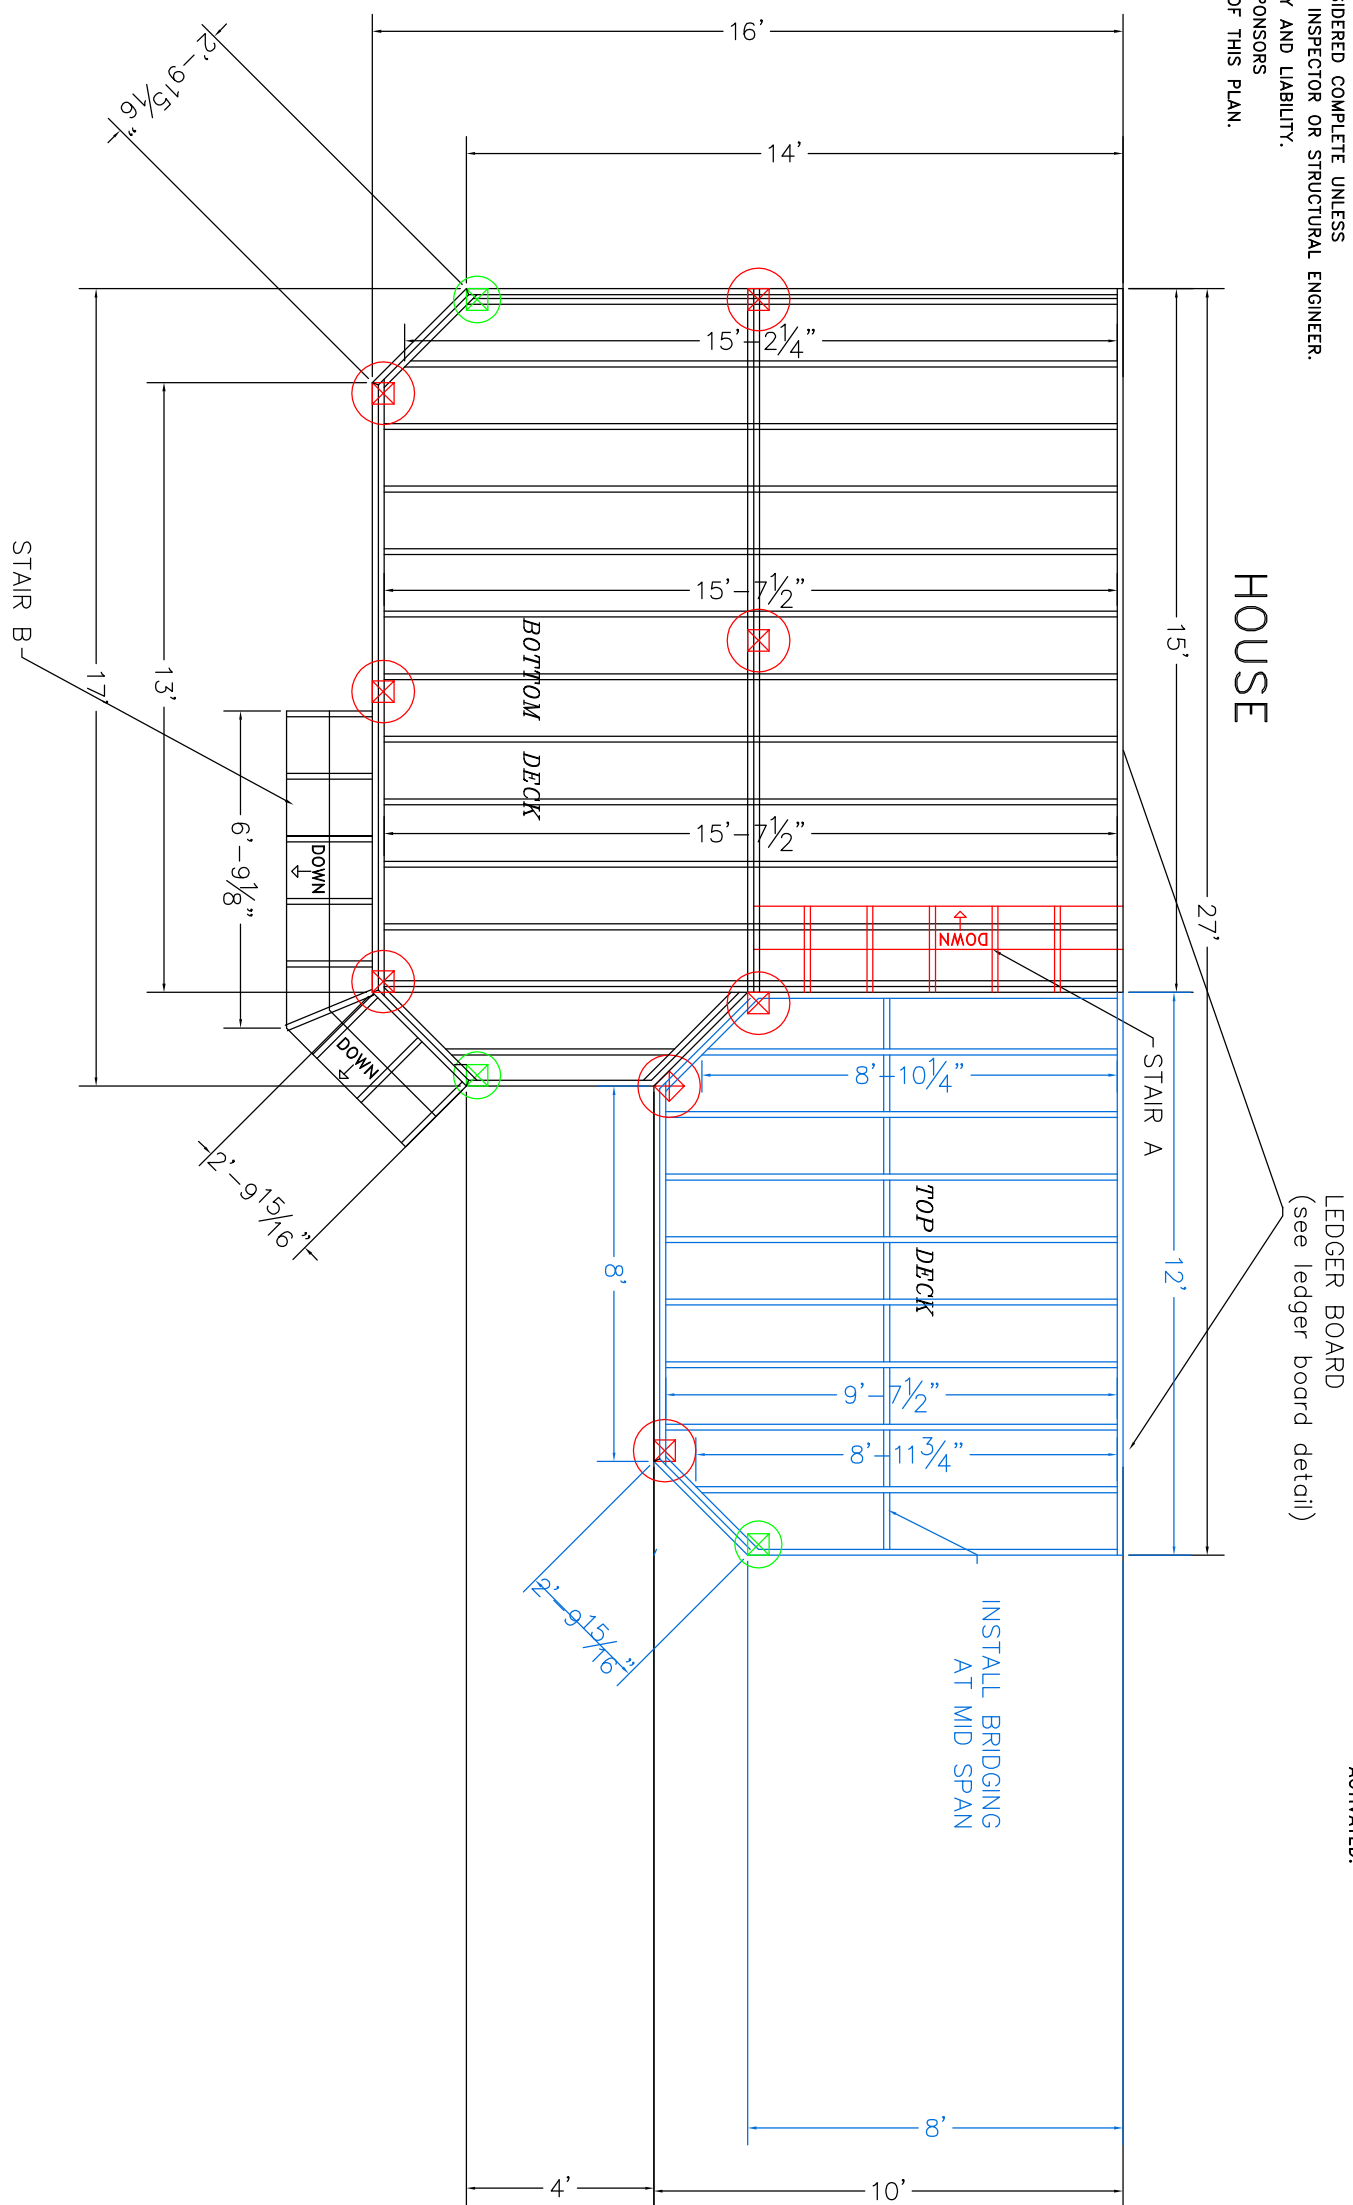 SIDERED COMPLETE UNLESS
INSPECTOR OR STRUCTURAL ENGINEER.
Y AND LIABILITY.
PONSORS
OF THIS PLAN.
HOUSE
LEDGER BOARD
(see ledger board detail)
27'
15'
12'
STAIR A
DOWN
TOP DECK
BOTTOM DECK
INSTALL BRIDGING
AT MID SPAN
16'
14'
15'-2 1/4"
15'-7 1/2"
15'-7 1/2"
8'-10 1/4"
9'-7 1/2"
8'-11 3/4"
8'
10'
4'
8'
2'-9 15/16"
2'-9 15/16"
2'-9 15/16"
DOWN
DOWN
6'-9 1/8"
13'
17'
STAIR B